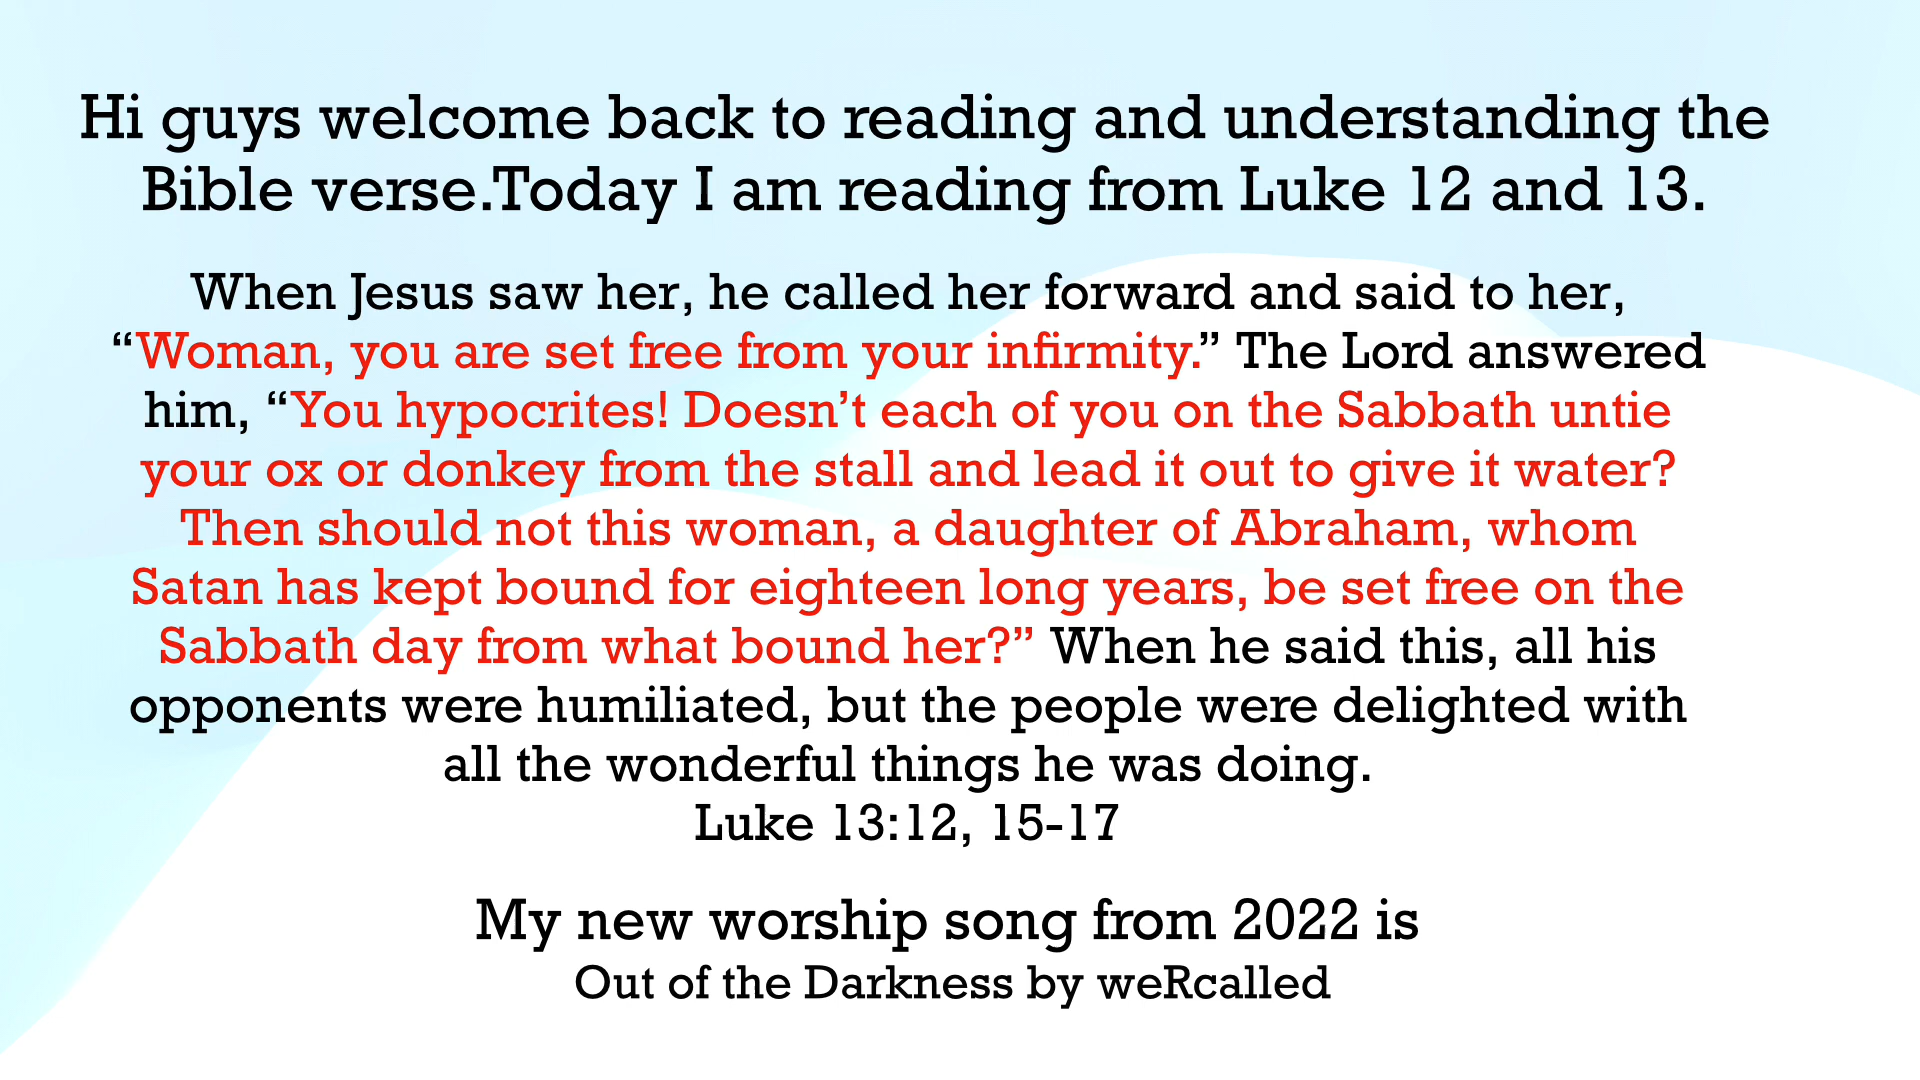 Hi guys welcome back to reading and understanding the
Bible verse.Today I am reading from Luke 12 and 13.
When Jesus saw her, he called her forward and said to her,
“Woman, you are set free from your infirmity.” The Lord answered
him, “You hypocrites! Doesn’t each of you on the Sabbath untie
your ox or donkey from the stall and lead it out to give it water?
Then should not this woman, a daughter of Abraham, whom
Satan has kept bound for eighteen long years, be set free on the
Sabbath day from what bound her?” When he said this, all his
opponents were humiliated, but the people were delighted with
all the wonderful things he was doing.
Luke 13:12, 15-17
My new worship song from 2022 is
Out of the Darkness by weRcalled